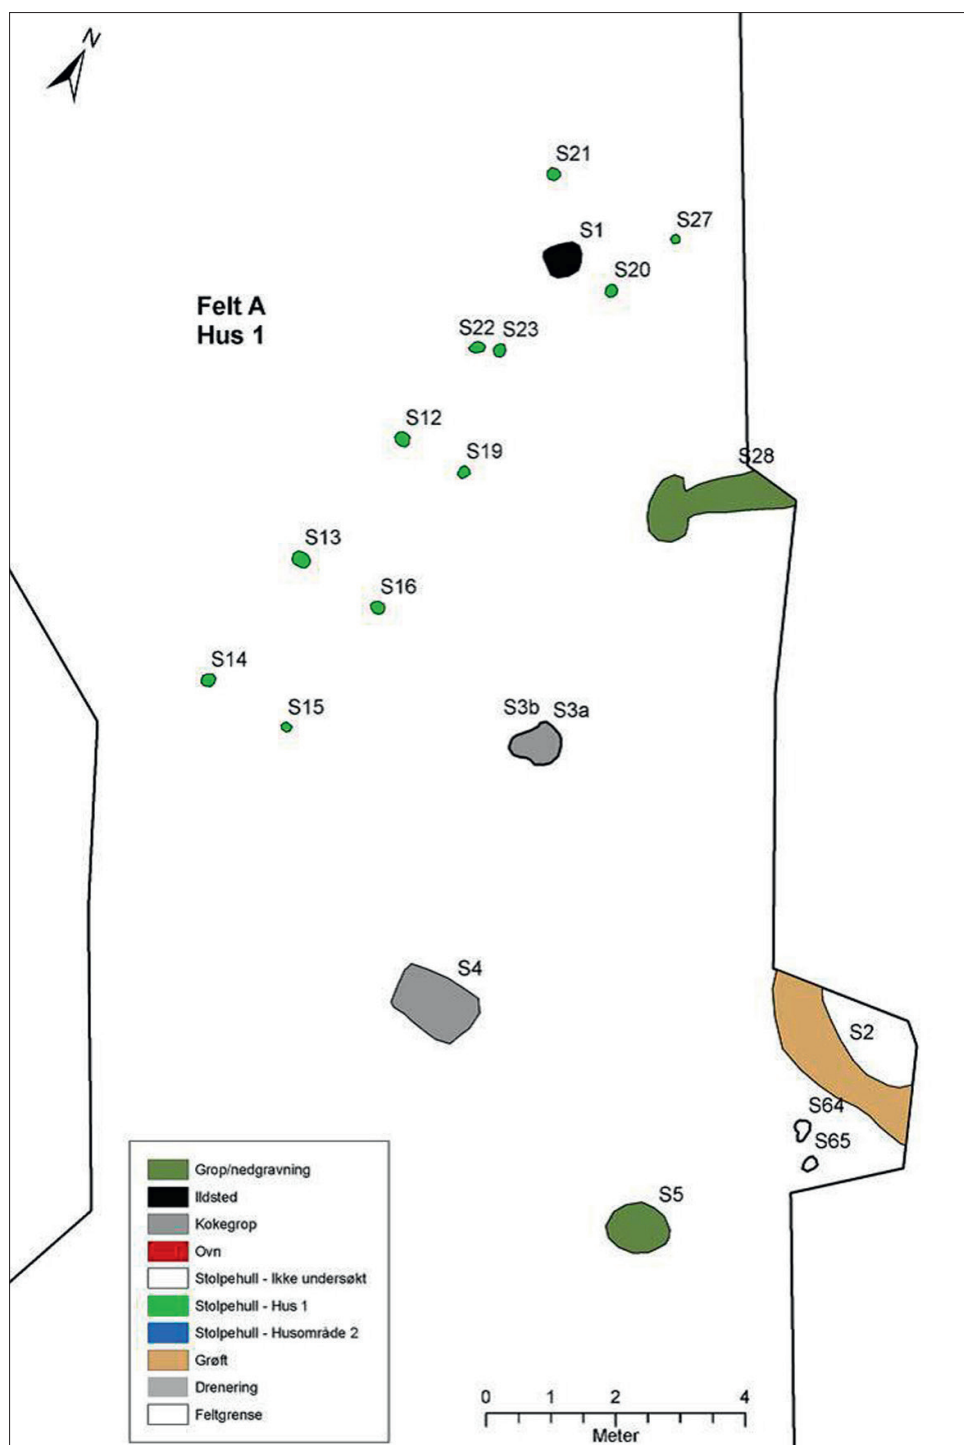 N
S21
S27
S1
S20
Felt A
Hus 1
S22 S23
S12
S19
S28
S13
S16
S14
S15
S3b S3a
S4
S2
S64
S65
S5
Grop/nedgravning
Ildsted
Kokegrop
Ovn
Stolpehull - Ikke undersøkt
Stolpehull - Hus 1
Stolpehull - Husområde 2
Grøft
Drenering
Feltgrense
0 1 2 4
Meter